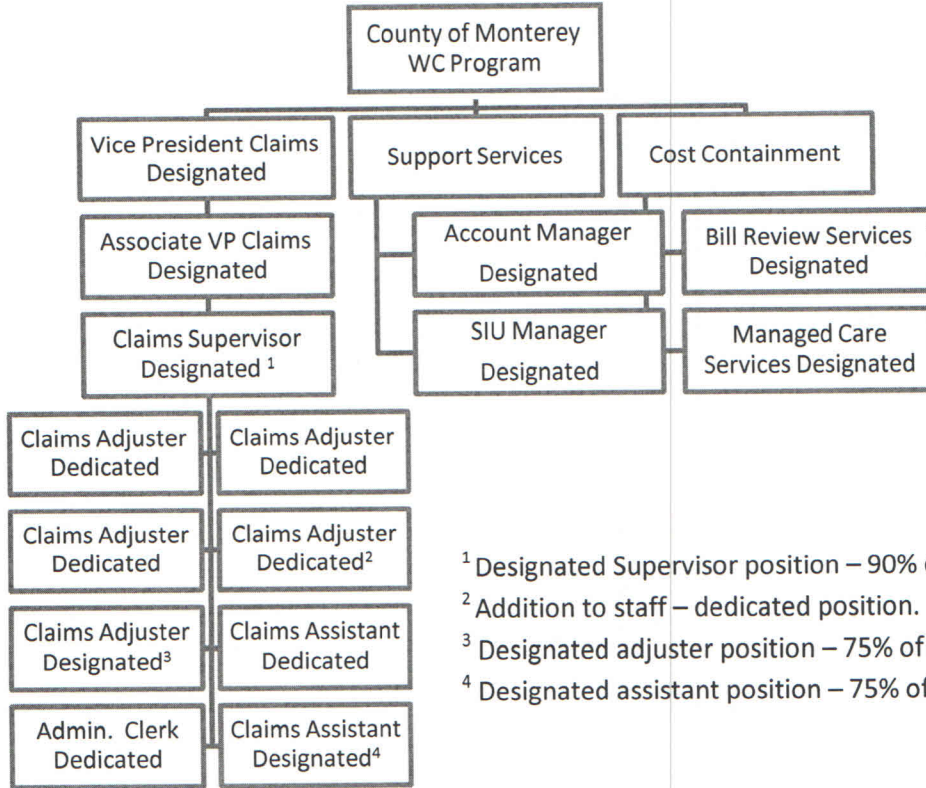 County of Monterey
WC Program
Vice President Claims
Designated
Support Services
Cost Containment
Associate VP Claims
Designated
Account Manager
Designated
Bill Review Services
Designated
Claims Supervisor
Designated ¹
SIU Manager
Designated
Managed Care
Services Designated
Claims Adjuster
Dedicated
Claims Adjuster
Dedicated
Claims Adjuster
Dedicated
Claims Adjuster
Dedicated²
Claims Adjuster
Designated³
Claims Assistant
Dedicated
Admin. Clerk
Dedicated
Claims Assistant
Designated⁴
¹ Designated Supervisor position – 90%
² Addition to staff – dedicated position.
³ Designated adjuster position – 75% of
⁴ Designated assistant position – 75% of